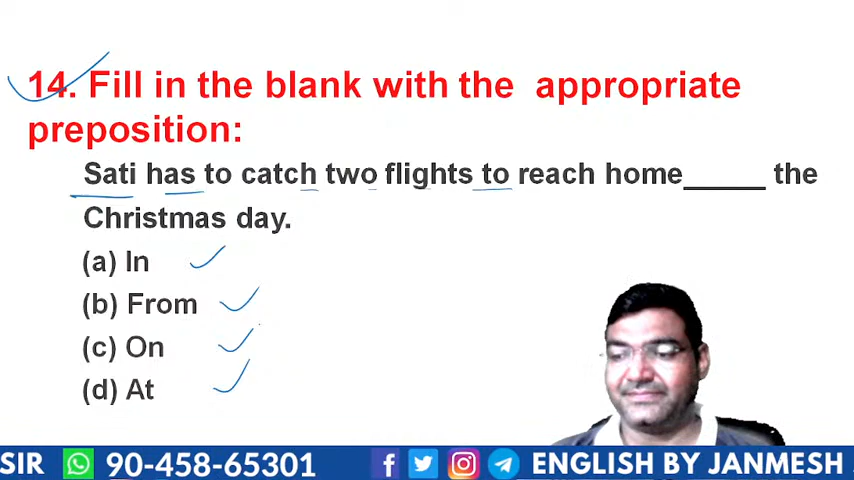 14. Fill in the blank with the appropriate
preposition:
Sati has to catch two flights to reach home_____ the
Christmas day.
(a) In
(b) From
(c) On
(d) At
SIR 90-458-65301 ENGLISH BY JANMESH